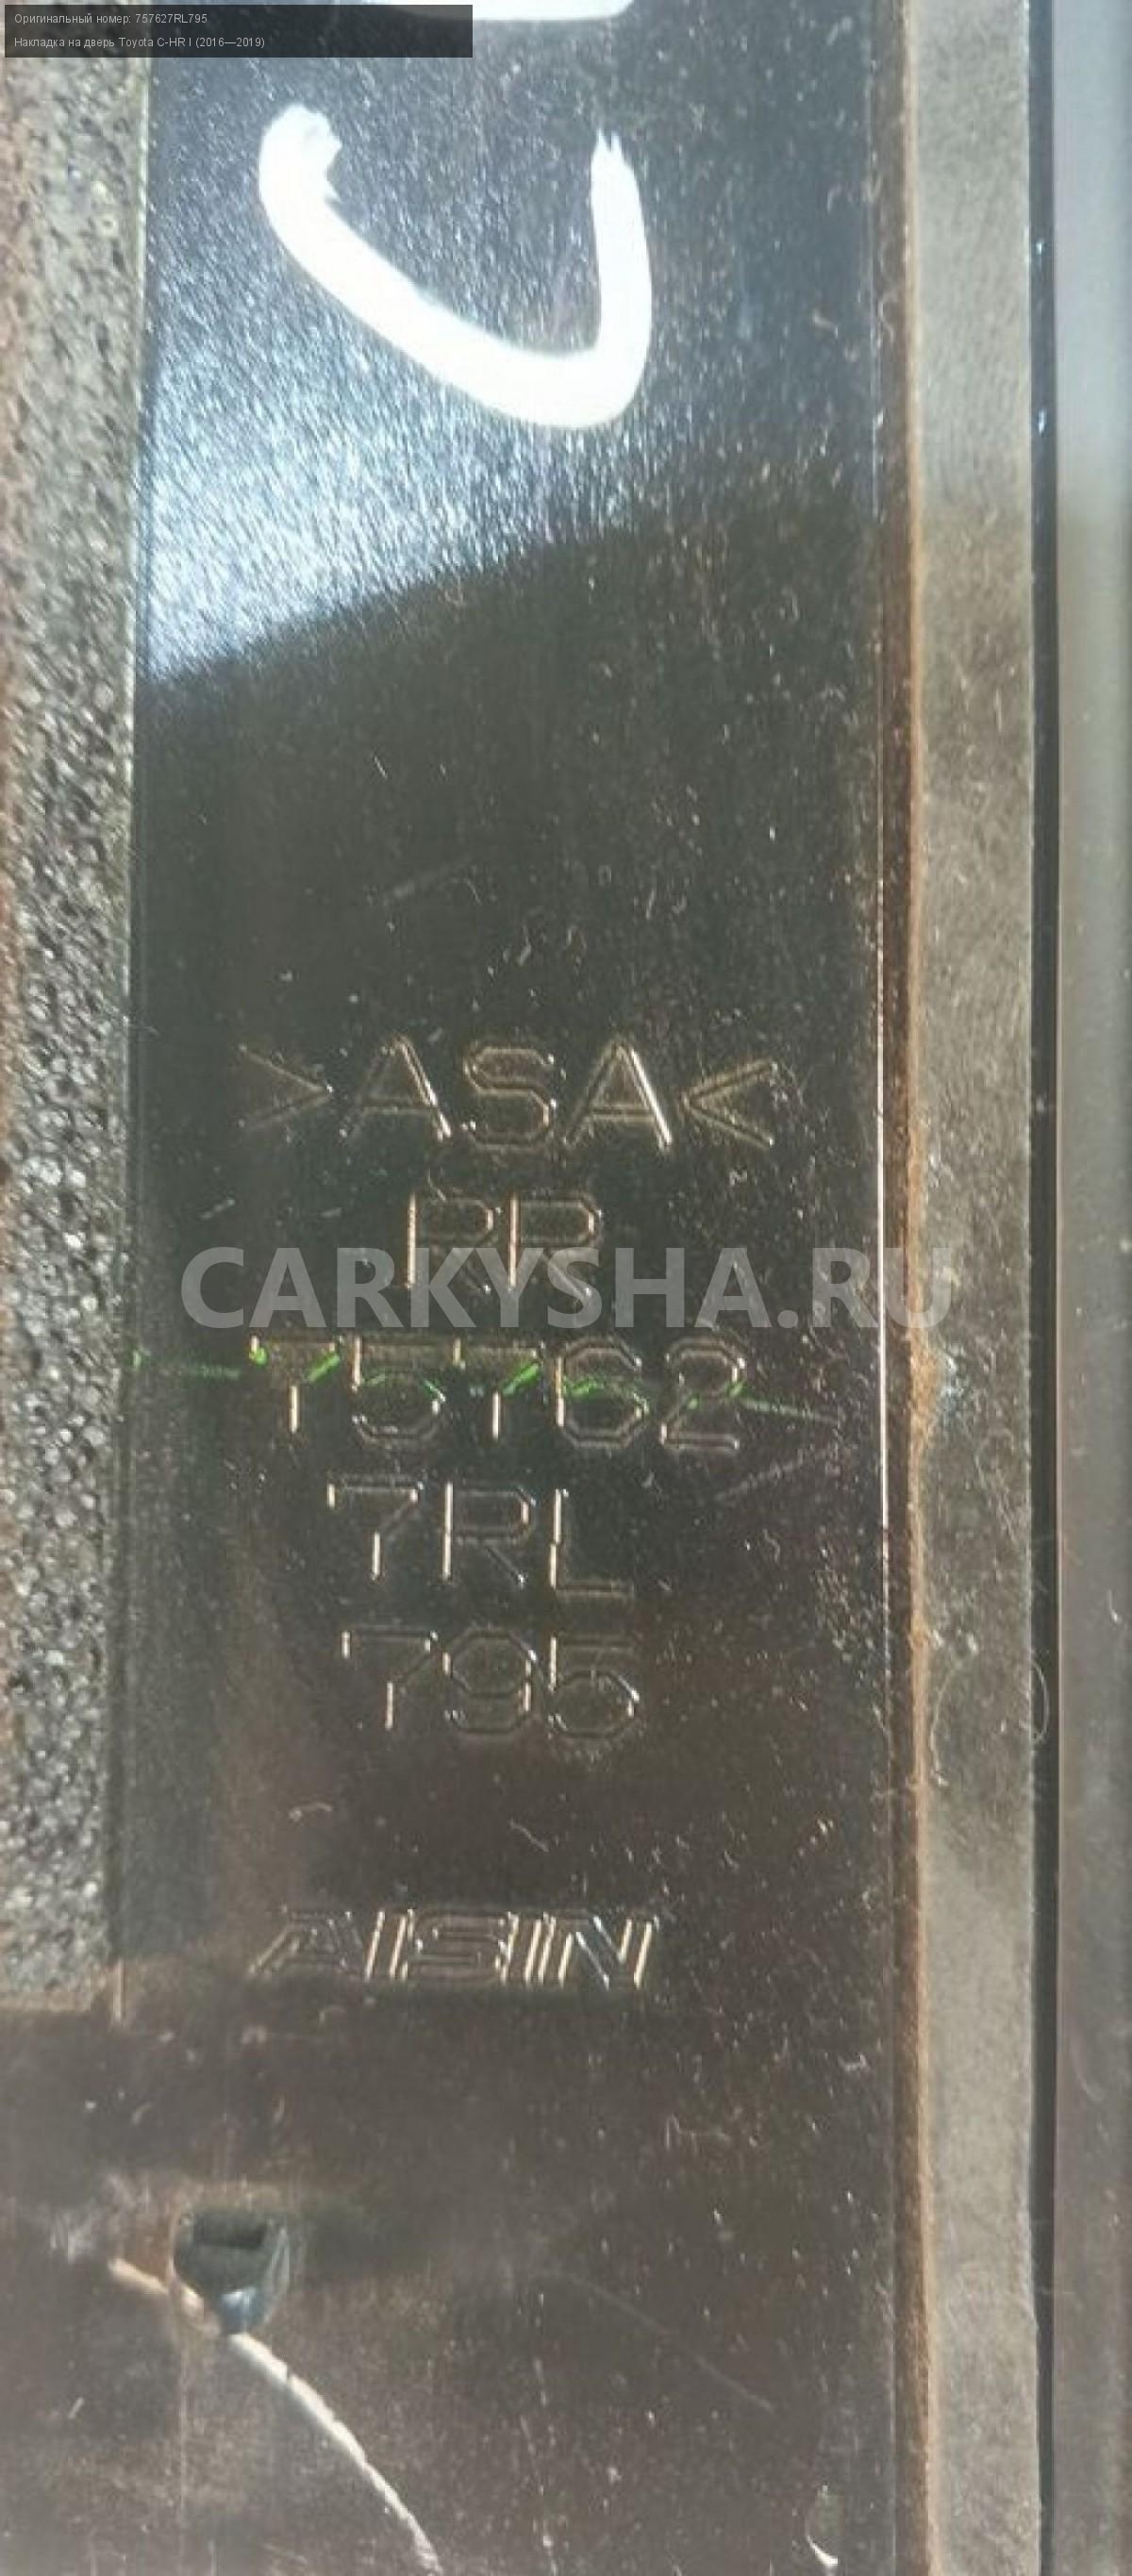 Оригинальный номер: 757627RL795
Накладка на дверь Toyota C-HR I (2016—2019)
>ASA<
RR
CARKYSHA.RU
75762
7RL
795
AISIN